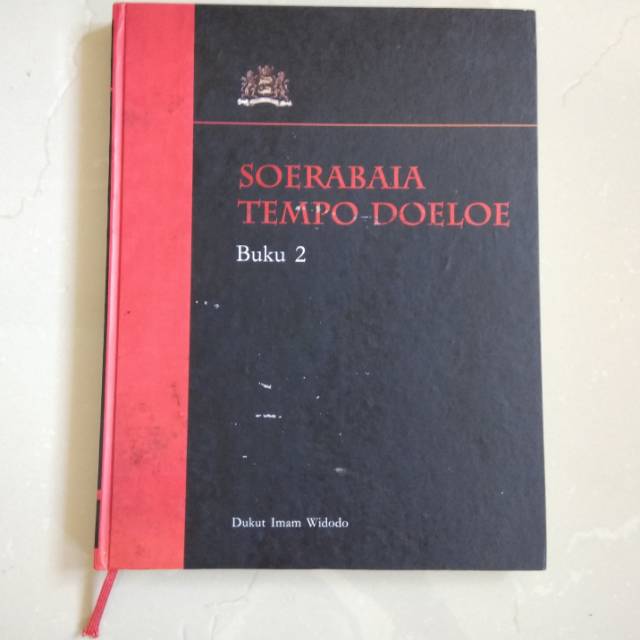 SOERABAIA
TEMPO DOELOE
Buku 2
Dukut Imam Widodo